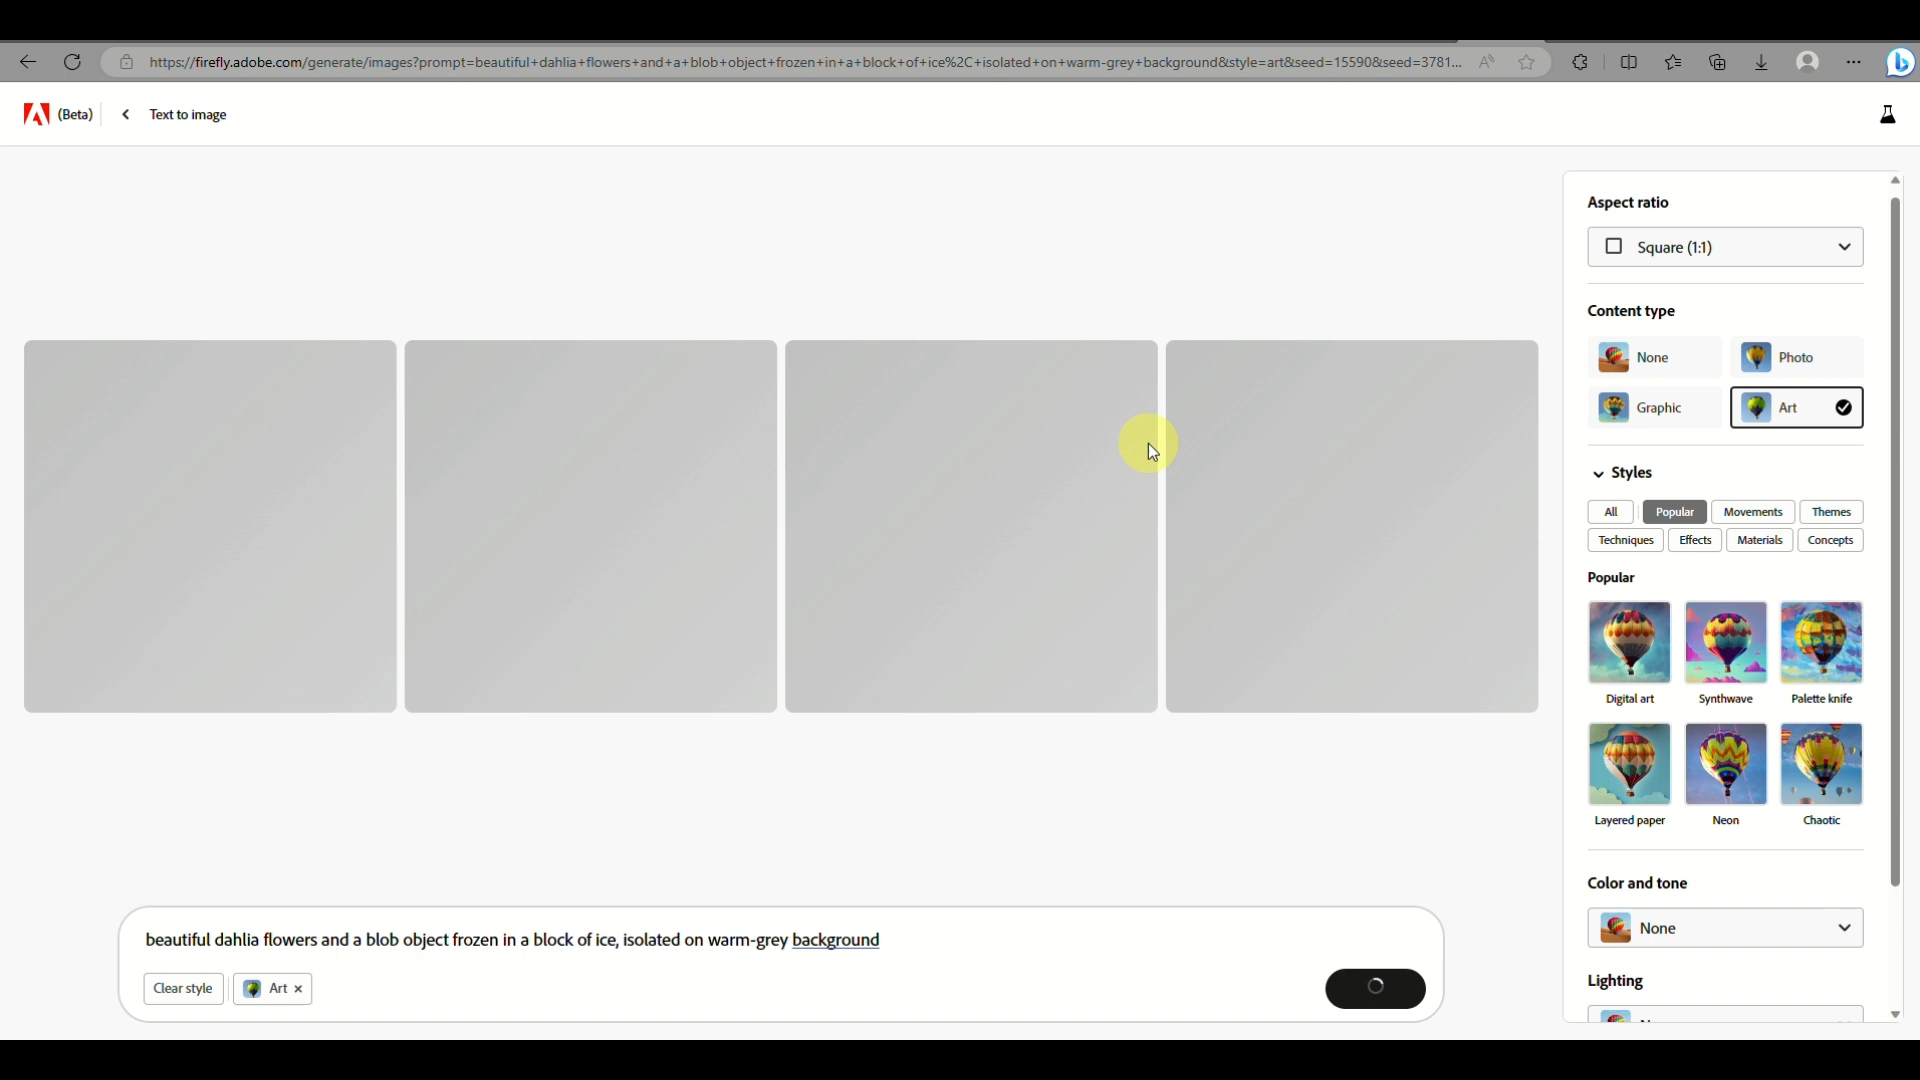 https://firefly.adobe.com/generate/images?prompt=beautiful+dahlia+flowers+and+a+blob+object+frozen+in+a+block+of+ice%2C+isolated+on+warm-grey+background&style=art&seed=15590&seed=3781...
(Beta)
Text to image
Aspect ratio
Square (1:1)
Content type
None
Photo
Graphic
Art
Styles
All
Popular
Movements
Themes
Techniques
Effects
Materials
Concepts
Popular
Digital art
Synthwave
Palette knife
Layered paper
Neon
Chaotic
Color and tone
None
Lighting
beautiful dahlia flowers and a blob object frozen in a block of ice, isolated on warm-grey background
Clear style
Art